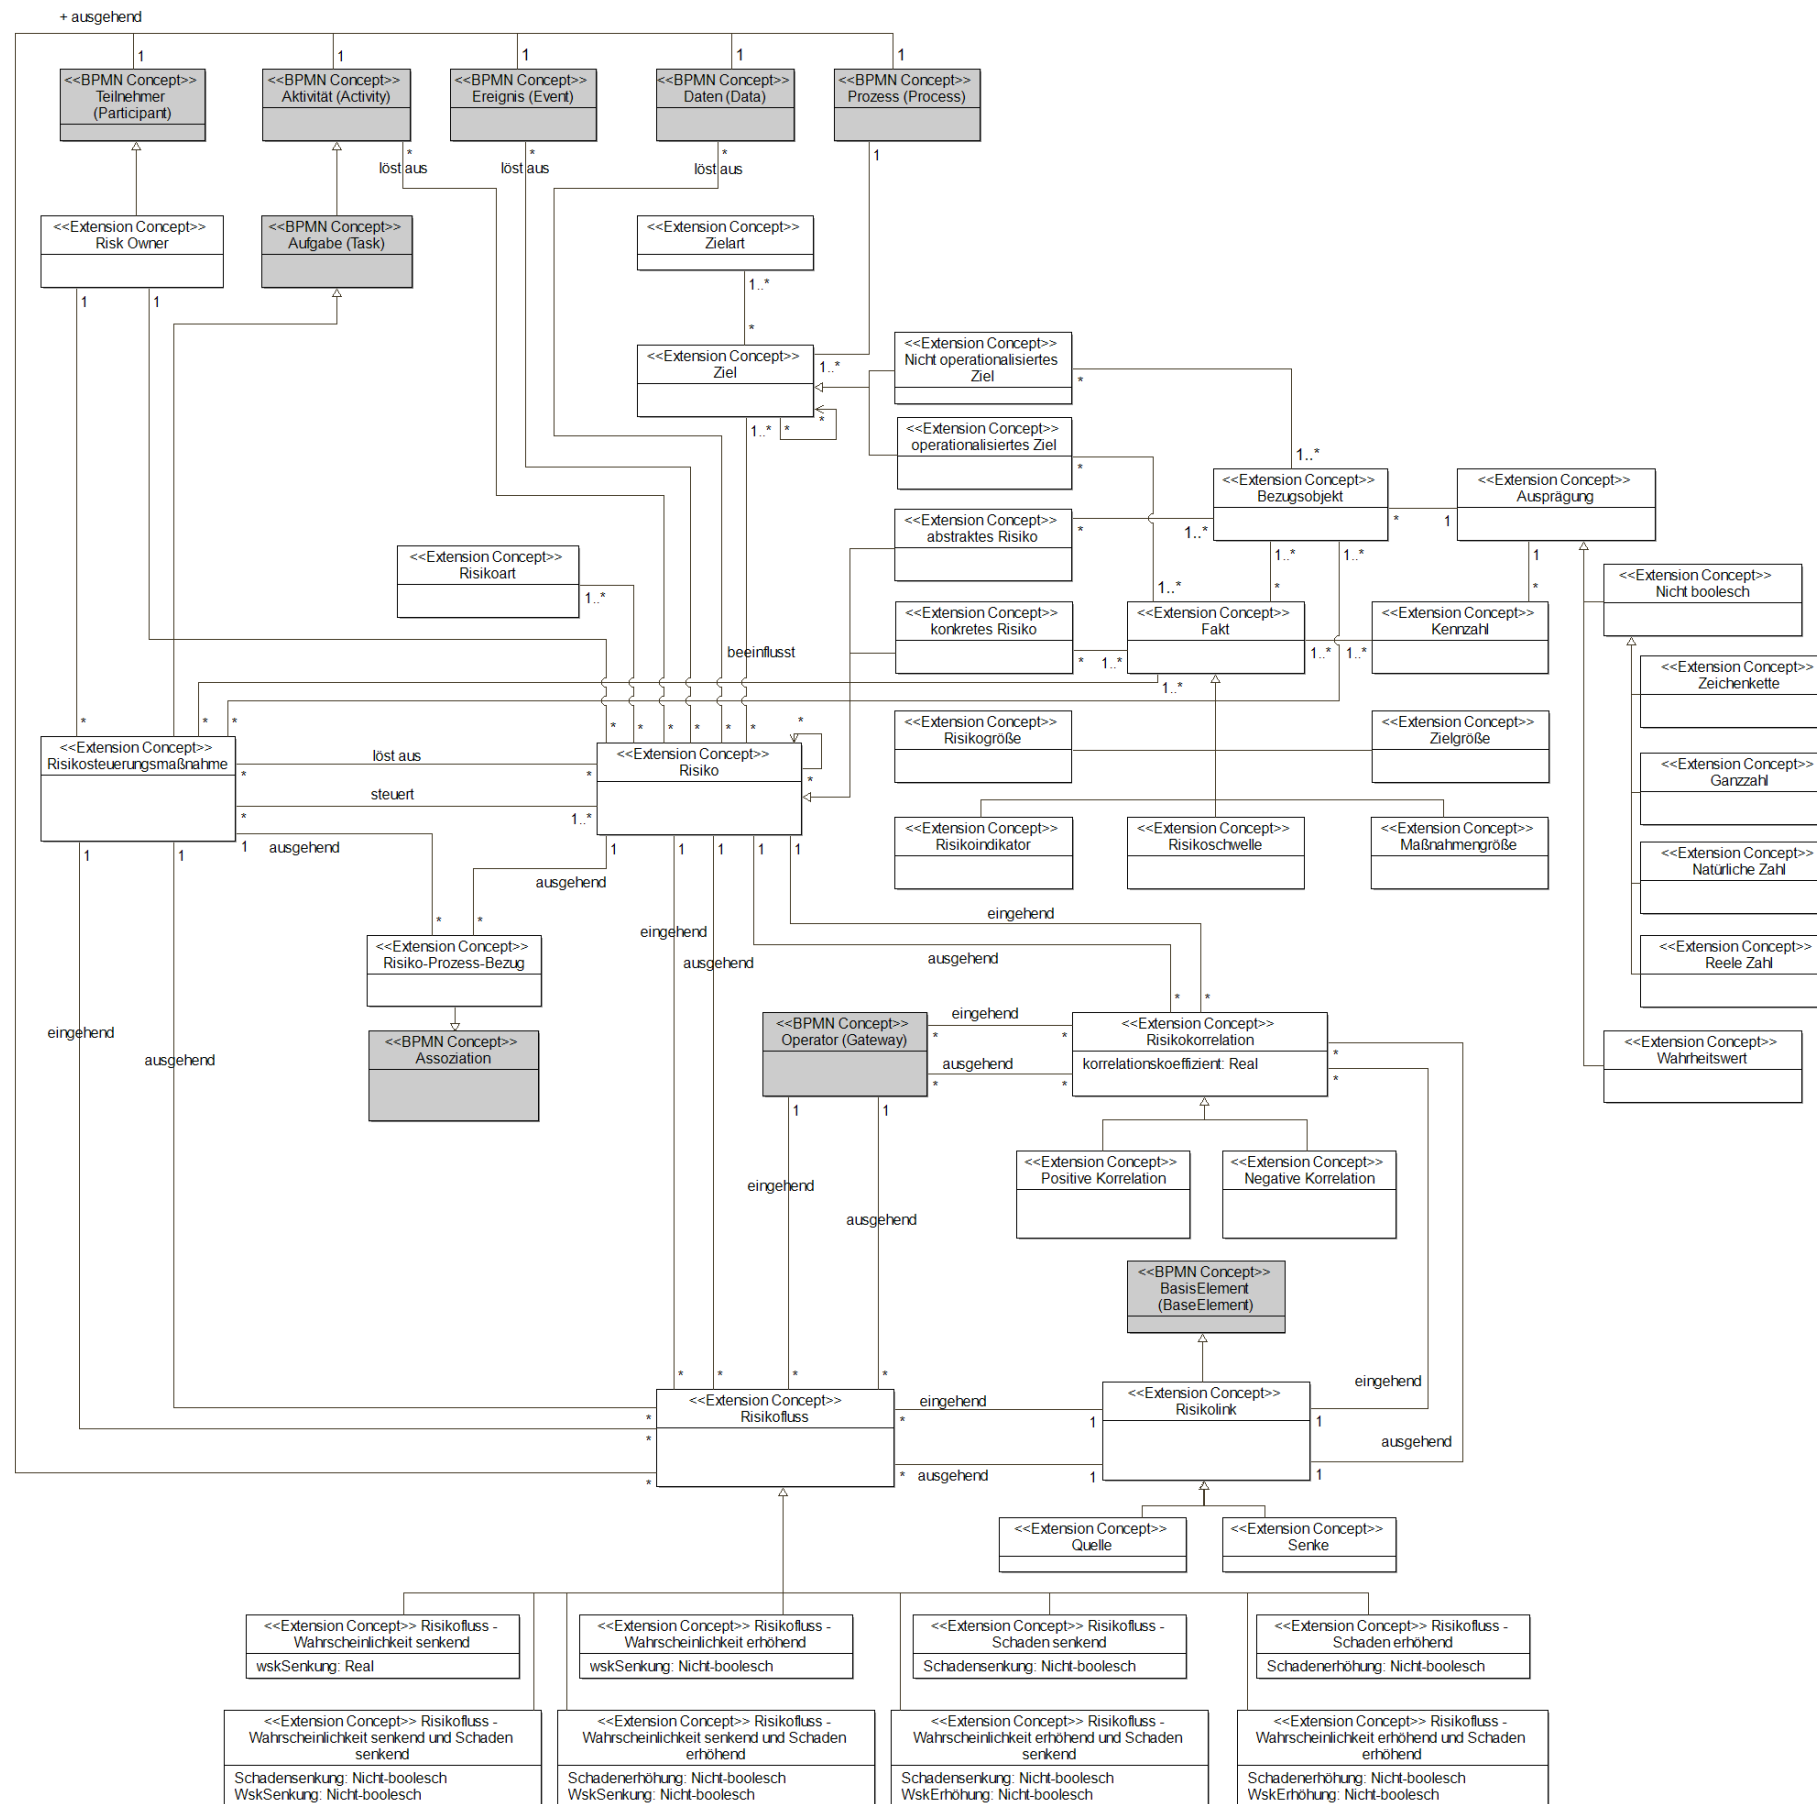 + ausgehend
1
1
1
1
1
<<BPMN Concept>>
Teilnehmer
(Participant)
<<BPMN Concept>>
Aktivität (Activity)
<<BPMN Concept>>
Ereignis (Event)
<<BPMN Concept>>
Daten (Data)
<<BPMN Concept>>
Prozess (Process)
*
löst aus
*
löst aus
*
löst aus
1
<<Extension Concept>>
Risk Owner
<<BPMN Concept>>
Aufgabe (Task)
<<Extension Concept>>
Zielart
1
1
1..*
*
<<Extension Concept>>
Ziel
1..*
*
1..*
*
<<Extension Concept>>
Nicht operationalisiertes
Ziel
*
<<Extension Concept>>
operationalisiertes Ziel
*
1..*
<<Extension Concept>>
Bezugsobjekt
<<Extension Concept>>
Ausprägung
*
1
<<Extension Concept>>
abstraktes Risiko
*
1..*
1..*
1..*
1
<<Extension Concept>>
Risikoart
1..*
<<Extension Concept>>
Nicht boolesch
1..*
*
*
<<Extension Concept>>
konkretes Risiko
<<Extension Concept>>
Fakt
<<Extension Concept>>
Kennzahl
*
1..*
1..*
1..*
1..*
beeinflusst
<<Extension Concept>>
Zeichenkette
<<Extension Concept>>
Risikogröße
<<Extension Concept>>
Zielgröße
*
*
*
*
*
*
*
*
*
*
*
<<Extension Concept>>
Risikosteuerungsmaßnahme
löst aus
*
*
<<Extension Concept>>
Risiko
*
steuert
*
1..*
<<Extension Concept>>
Ganzzahl
<<Extension Concept>>
Risikoindikator
<<Extension Concept>>
Risikoschwelle
<<Extension Concept>>
Maßnahmengröße
<<Extension Concept>>
Natürliche Zahl
1
1
1
ausgehend
1
1
1
1
1
ausgehend
*
*
eingehend
ausgehend
eingehend
ausgehend
<<Extension Concept>>
Risiko-Prozess-Bezug
<<Extension Concept>>
Reele Zahl
*
*
eingehend
ausgehend
<<BPMN Concept>>
Assoziation
<<BPMN Concept>>
Operator (Gateway)
eingehend
*
*
ausgehend
*
*
<<Extension Concept>>
Risikokorrelation
korrelationskoeffizient: Real
*
*
<<Extension Concept>>
Wahrheitswert
1
1
<<Extension Concept>>
Positive Korrelation
<<Extension Concept>>
Negative Korrelation
eingehend
ausgehend
<<BPMN Concept>>
BasisElement
(BaseElement)
*
*
*
*
<<Extension Concept>>
Risikofluss
*
*
*
eingehend
*
1
ausgehend
*
1
<<Extension Concept>>
Risikolink
eingehend
1
ausgehend
1
<<Extension Concept>>
Quelle
<<Extension Concept>>
Senke
<<Extension Concept>> Risikofluss -
Wahrscheinlichkeit senkend
wskSenkung: Real
<<Extension Concept>> Risikofluss -
Wahrscheinlichkeit erhöhend
wskSenkung: Nicht-boolesch
<<Extension Concept>> Risikofluss -
Schaden senkend
Schadensenkung: Nicht-boolesch
<<Extension Concept>> Risikofluss -
Schaden erhöhend
Schadenerhöhung: Nicht-boolesch
<<Extension Concept>> Risikofluss -
Wahrscheinlichkeit senkend und Schaden
senkend
Schadensenkung: Nicht-boolesch
WskSenkung: Nicht-boolesch
<<Extension Concept>> Risikofluss -
Wahrscheinlichkeit senkend und Schaden
erhöhend
Schadenerhöhung: Nicht-boolesch
WskSenkung: Nicht-boolesch
<<Extension Concept>> Risikofluss -
Wahrscheinlichkeit erhöhend und Schaden
senkend
Schadensenkung: Nicht-boolesch
WskErhöhung: Nicht-boolesch
<<Extension Concept>> Risikofluss -
Wahrscheinlichkeit erhöhend und Schaden
erhöhend
Schadenerhöhung: Nicht-boolesch
WskErhöhung: Nicht-boolesch